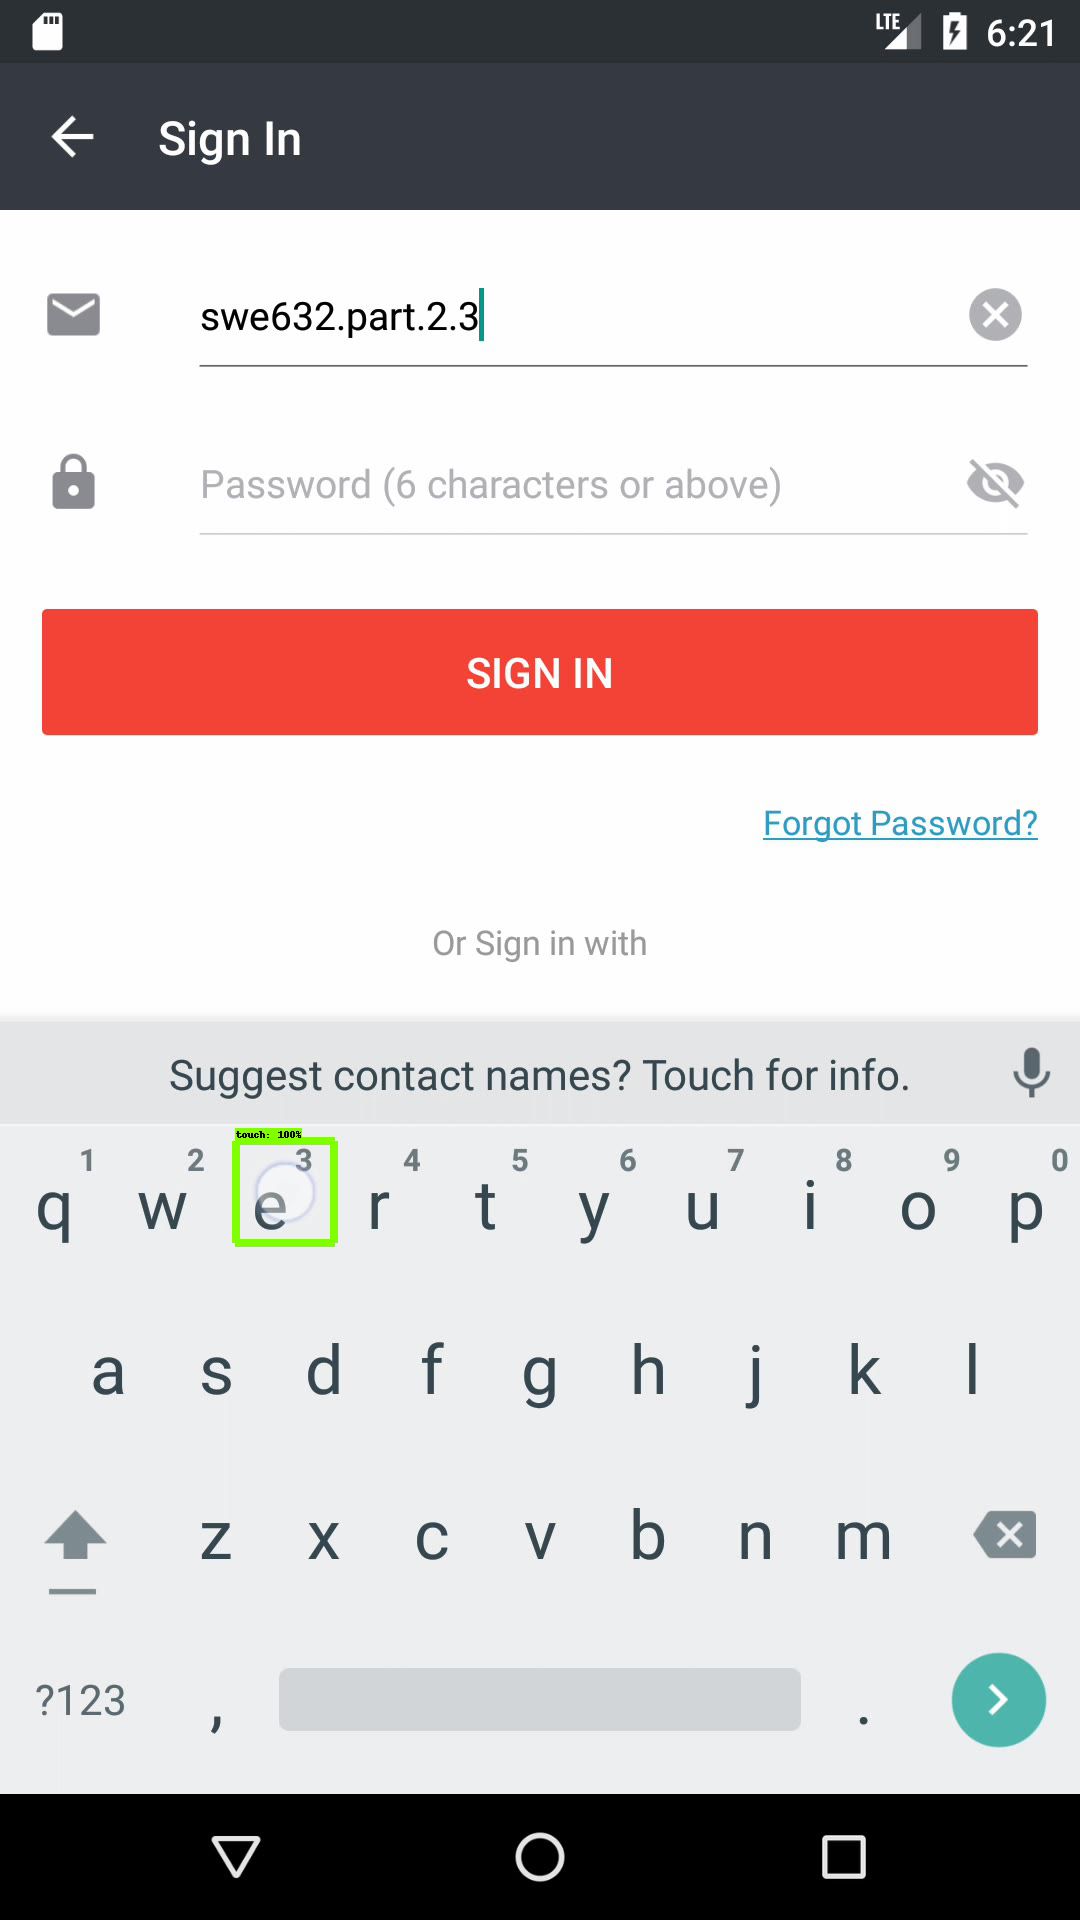 LTE 6:21
Sign In
swe632.part.2.3
Password (6 characters or above)
SIGN IN
Forgot Password?
Or Sign in with
Suggest contact names? Touch for info.
touch: 100%
1 2 3 4 5 6 7 8 9 0
q w e r t y u i o p
a s d f g h j k l
z x c v b n m
?123 , .